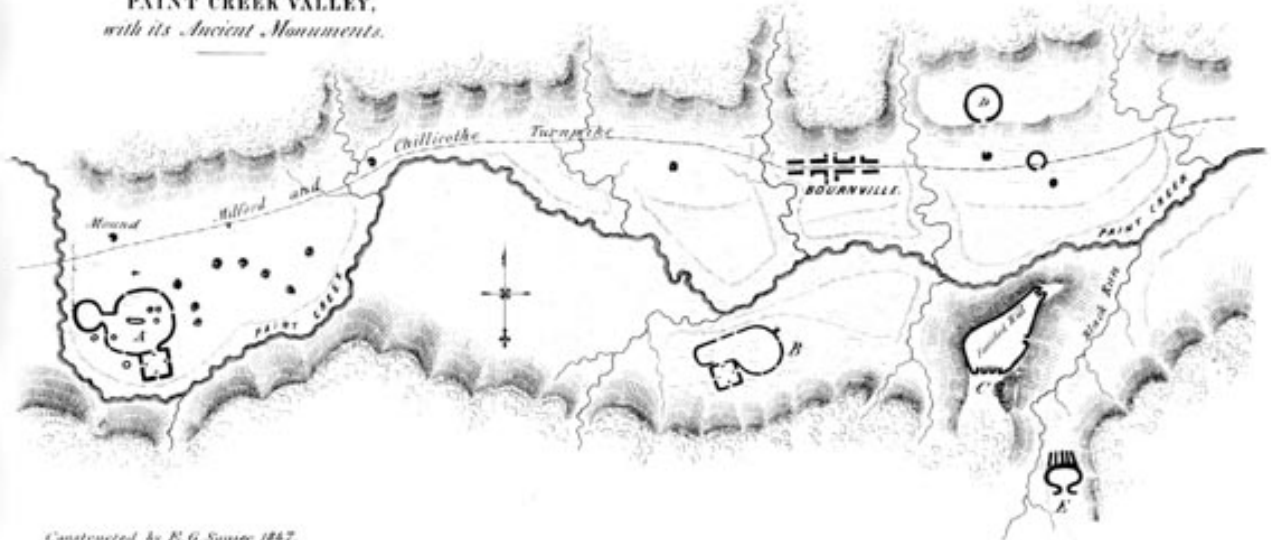 PAINT CREEK VALLEY,
with its Ancient Monuments.
Chillicothe Turnpike
Milford and
Mound
BOURNVILLE.
D
PAINT CREEK
PAINT CREEK
Black Run
A
B
C
E
Constructed by E. G. Squier 1847.